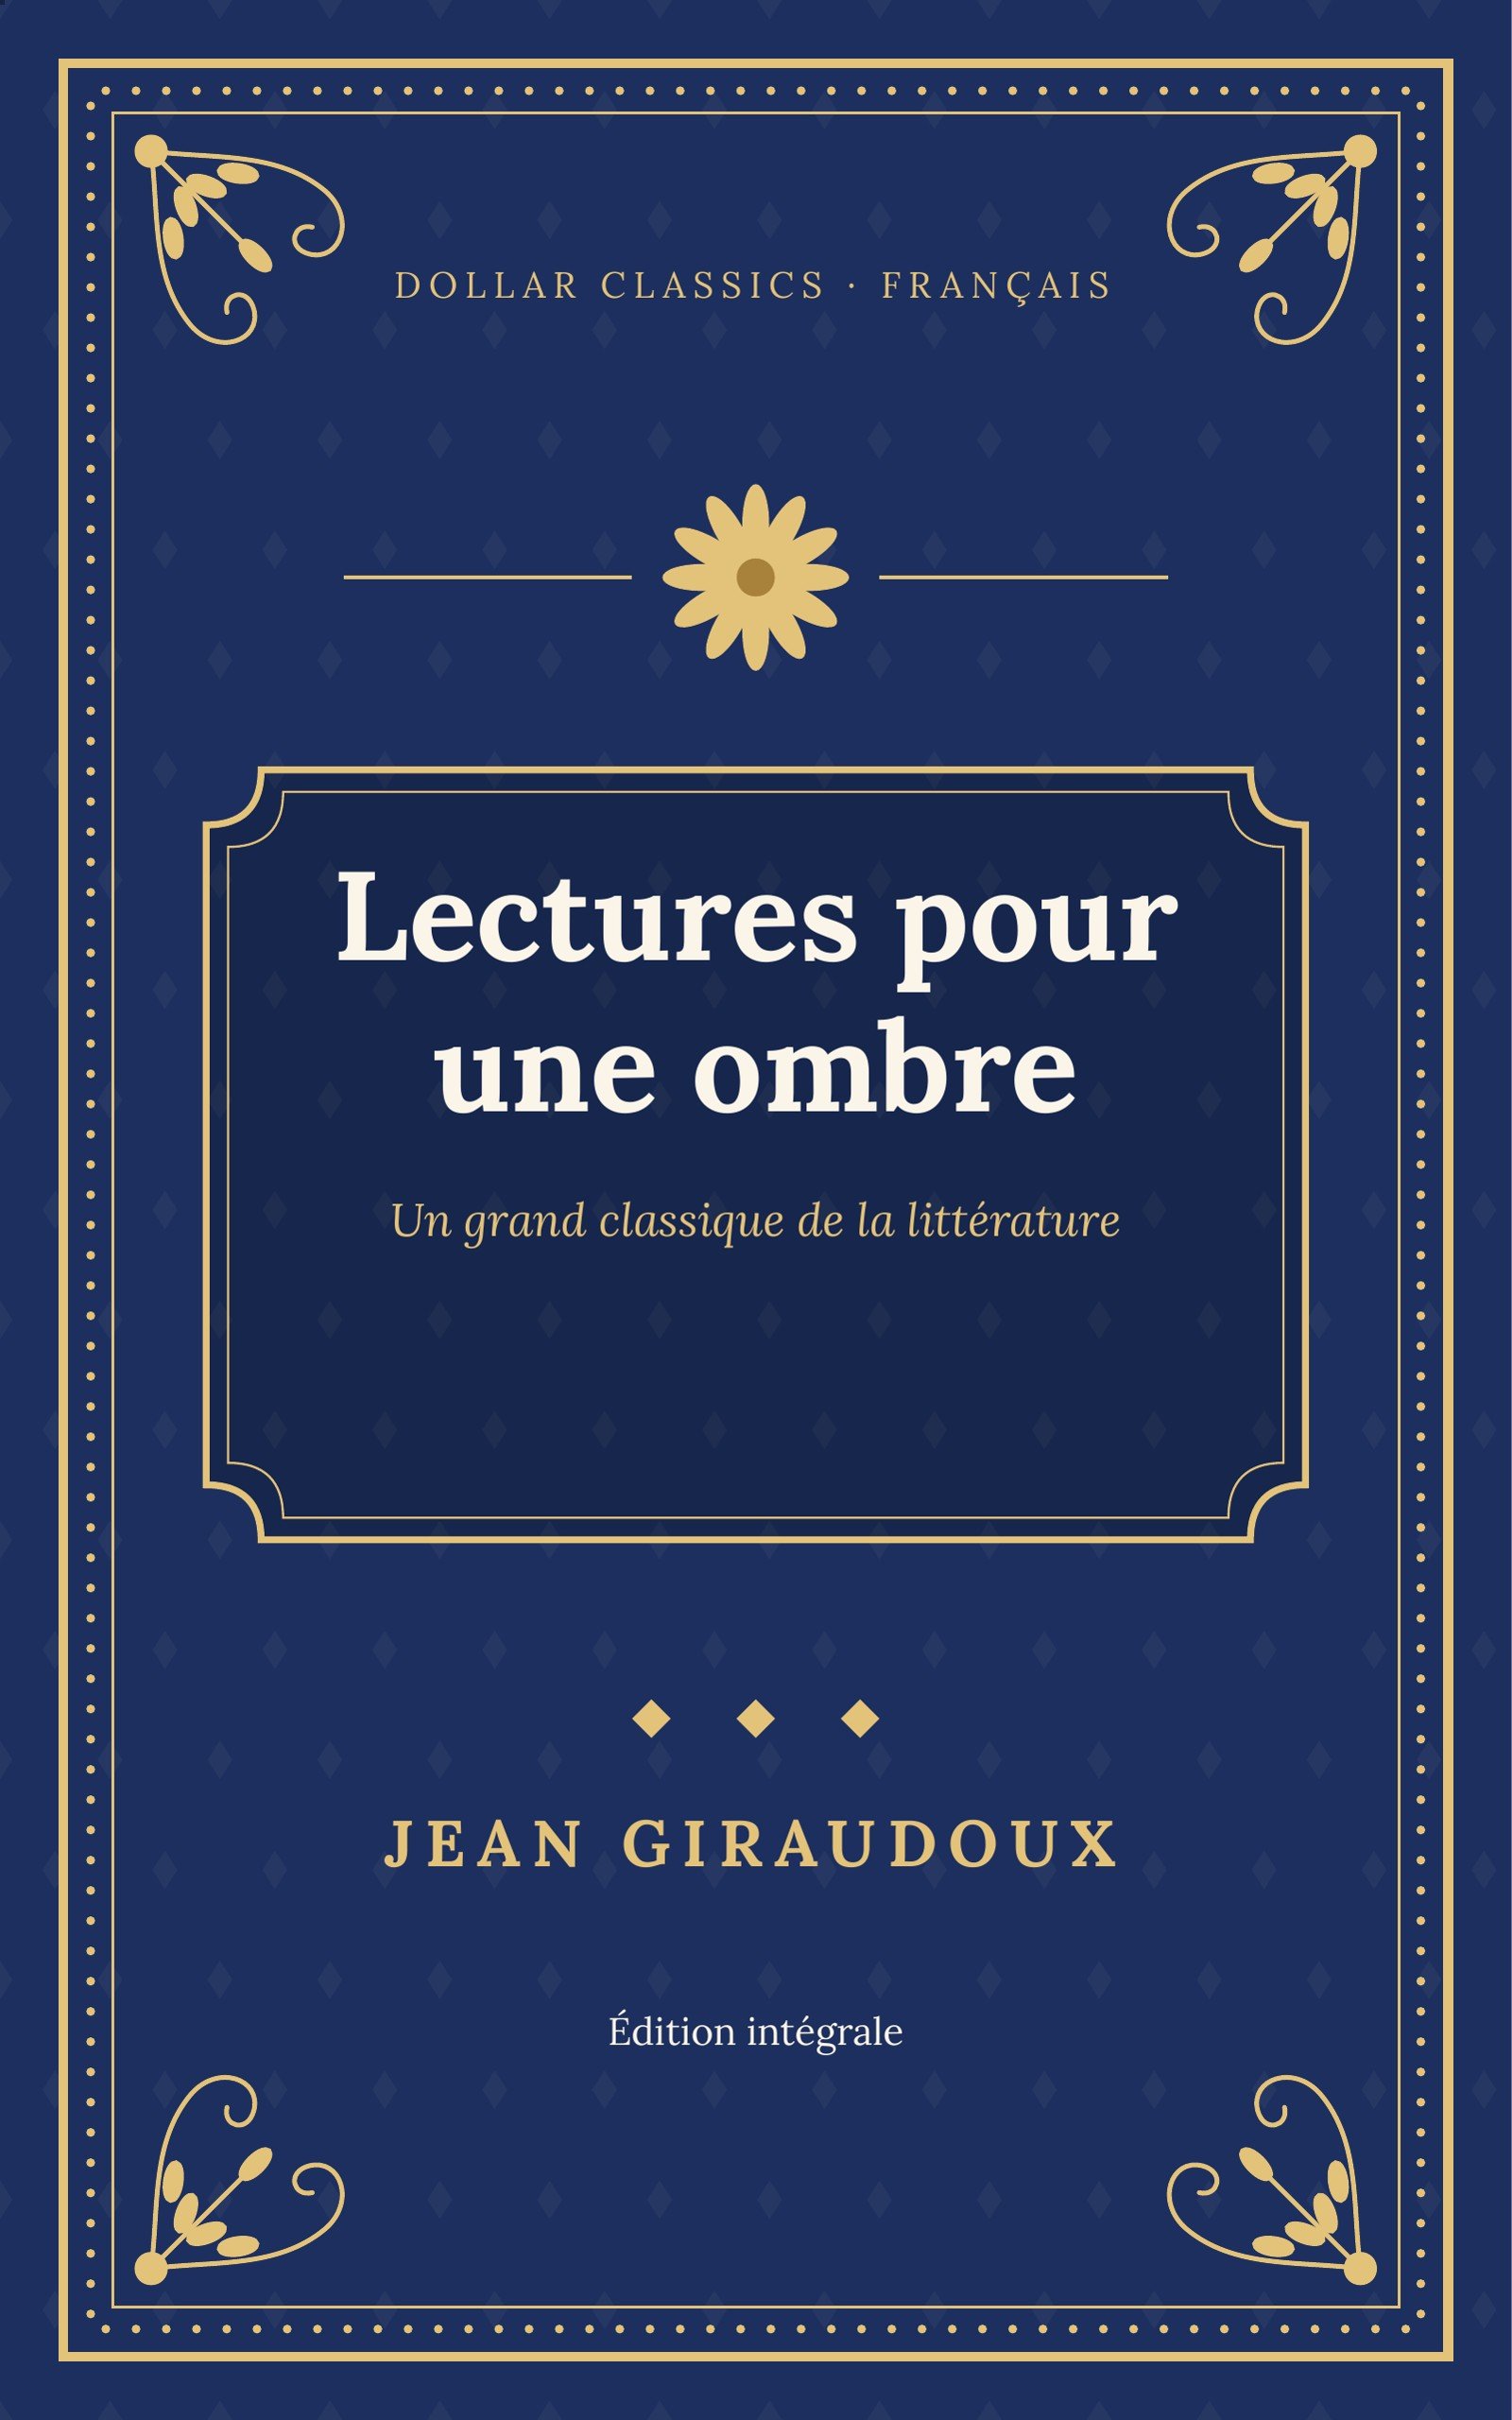 DOLLAR CLASSICS · FRANÇAIS
Lectures pour
une ombre
Un grand classique de la littérature
JEAN GIRAUDOUX
Édition intégrale